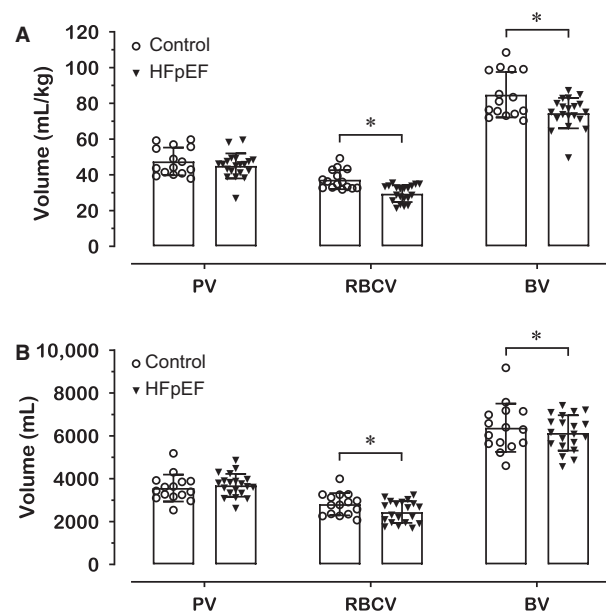 A
120
100
80
60
40
20
0
Volume (mL/kg)
Control
HFpEF
*
*
PV
RBCV
BV
B
10,000
8000
6000
4000
2000
0
Volume (mL)
Control
HFpEF
*
*
PV
RBCV
BV